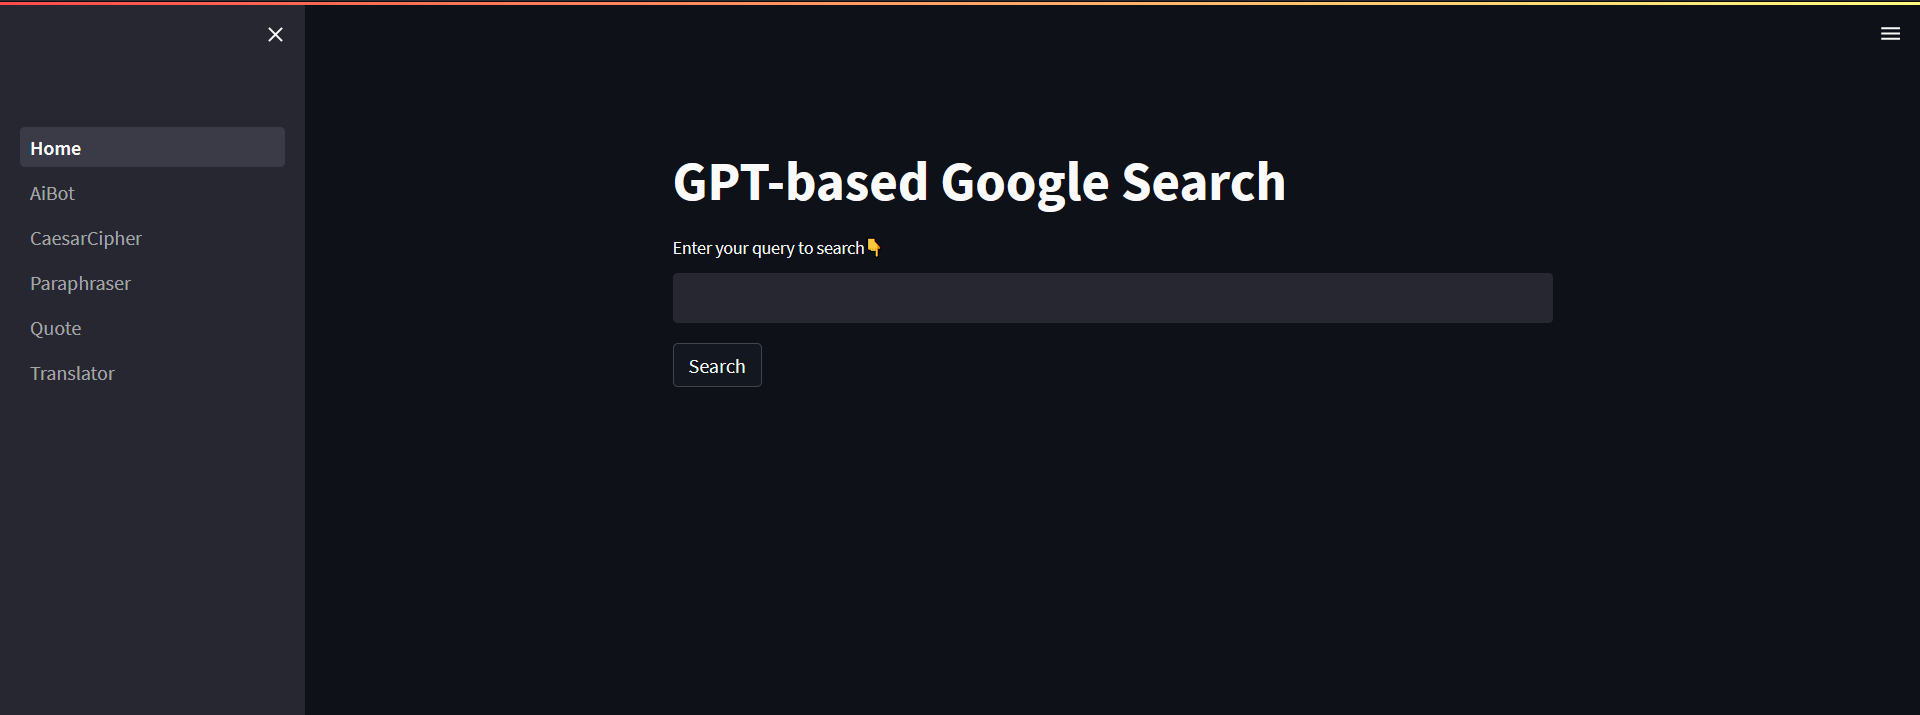 Home
AiBot
CaesarCipher
Paraphraser
Quote
Translator
GPT-based Google Search
Enter your query to search👇
Search